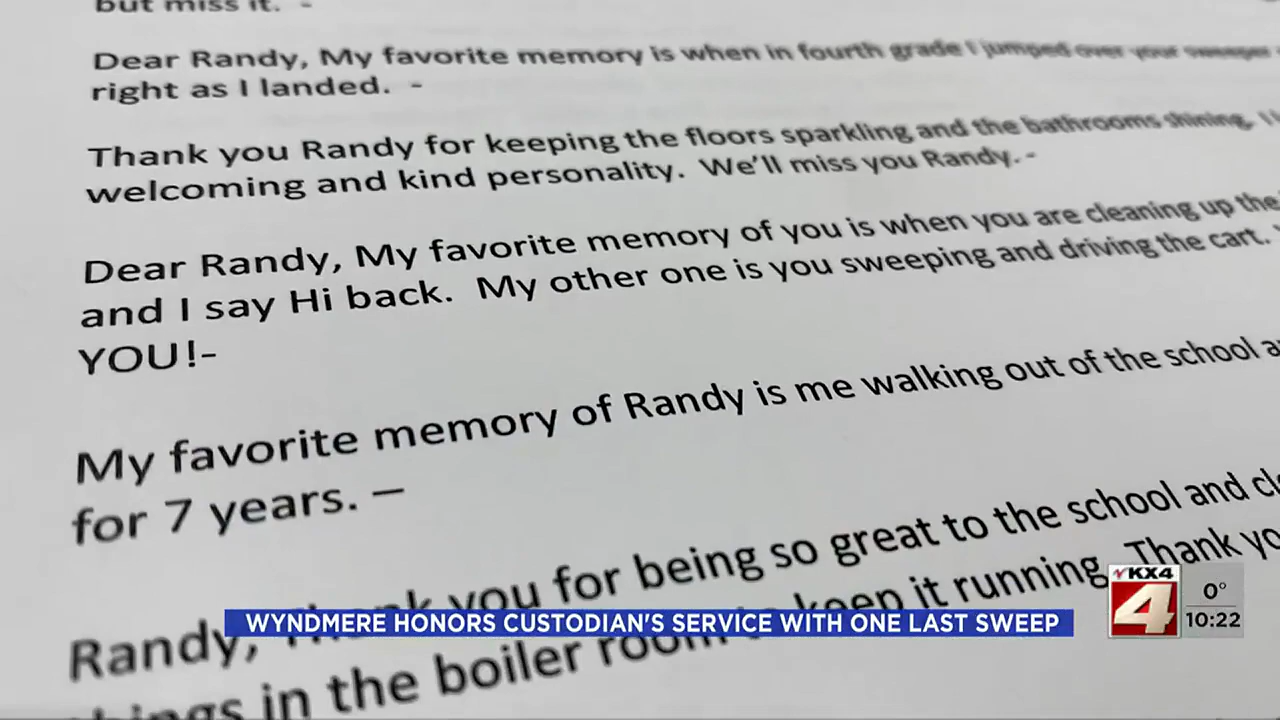 but miss it. -
Dear Randy, My favorite memory is when in fourth grade I jumped over your sweeper
right as I landed. -
Thank you Randy for keeping the floors sparkling and the bathrooms shining. I
welcoming and kind personality. We'll miss you Randy. -
Dear Randy, My favorite memory of you is when you are cleaning up the
and I say Hi back. My other one is you sweeping and driving the cart.
YOU!-
My favorite memory of Randy is me walking out of the school
for 7 years. –
Randy, Thank you for being so great to the school and
things in the boiler room to keep it running. Thank
WYNDMERE HONORS CUSTODIAN'S SERVICE WITH ONE LAST SWEEP
KX4
4
0°
10:22